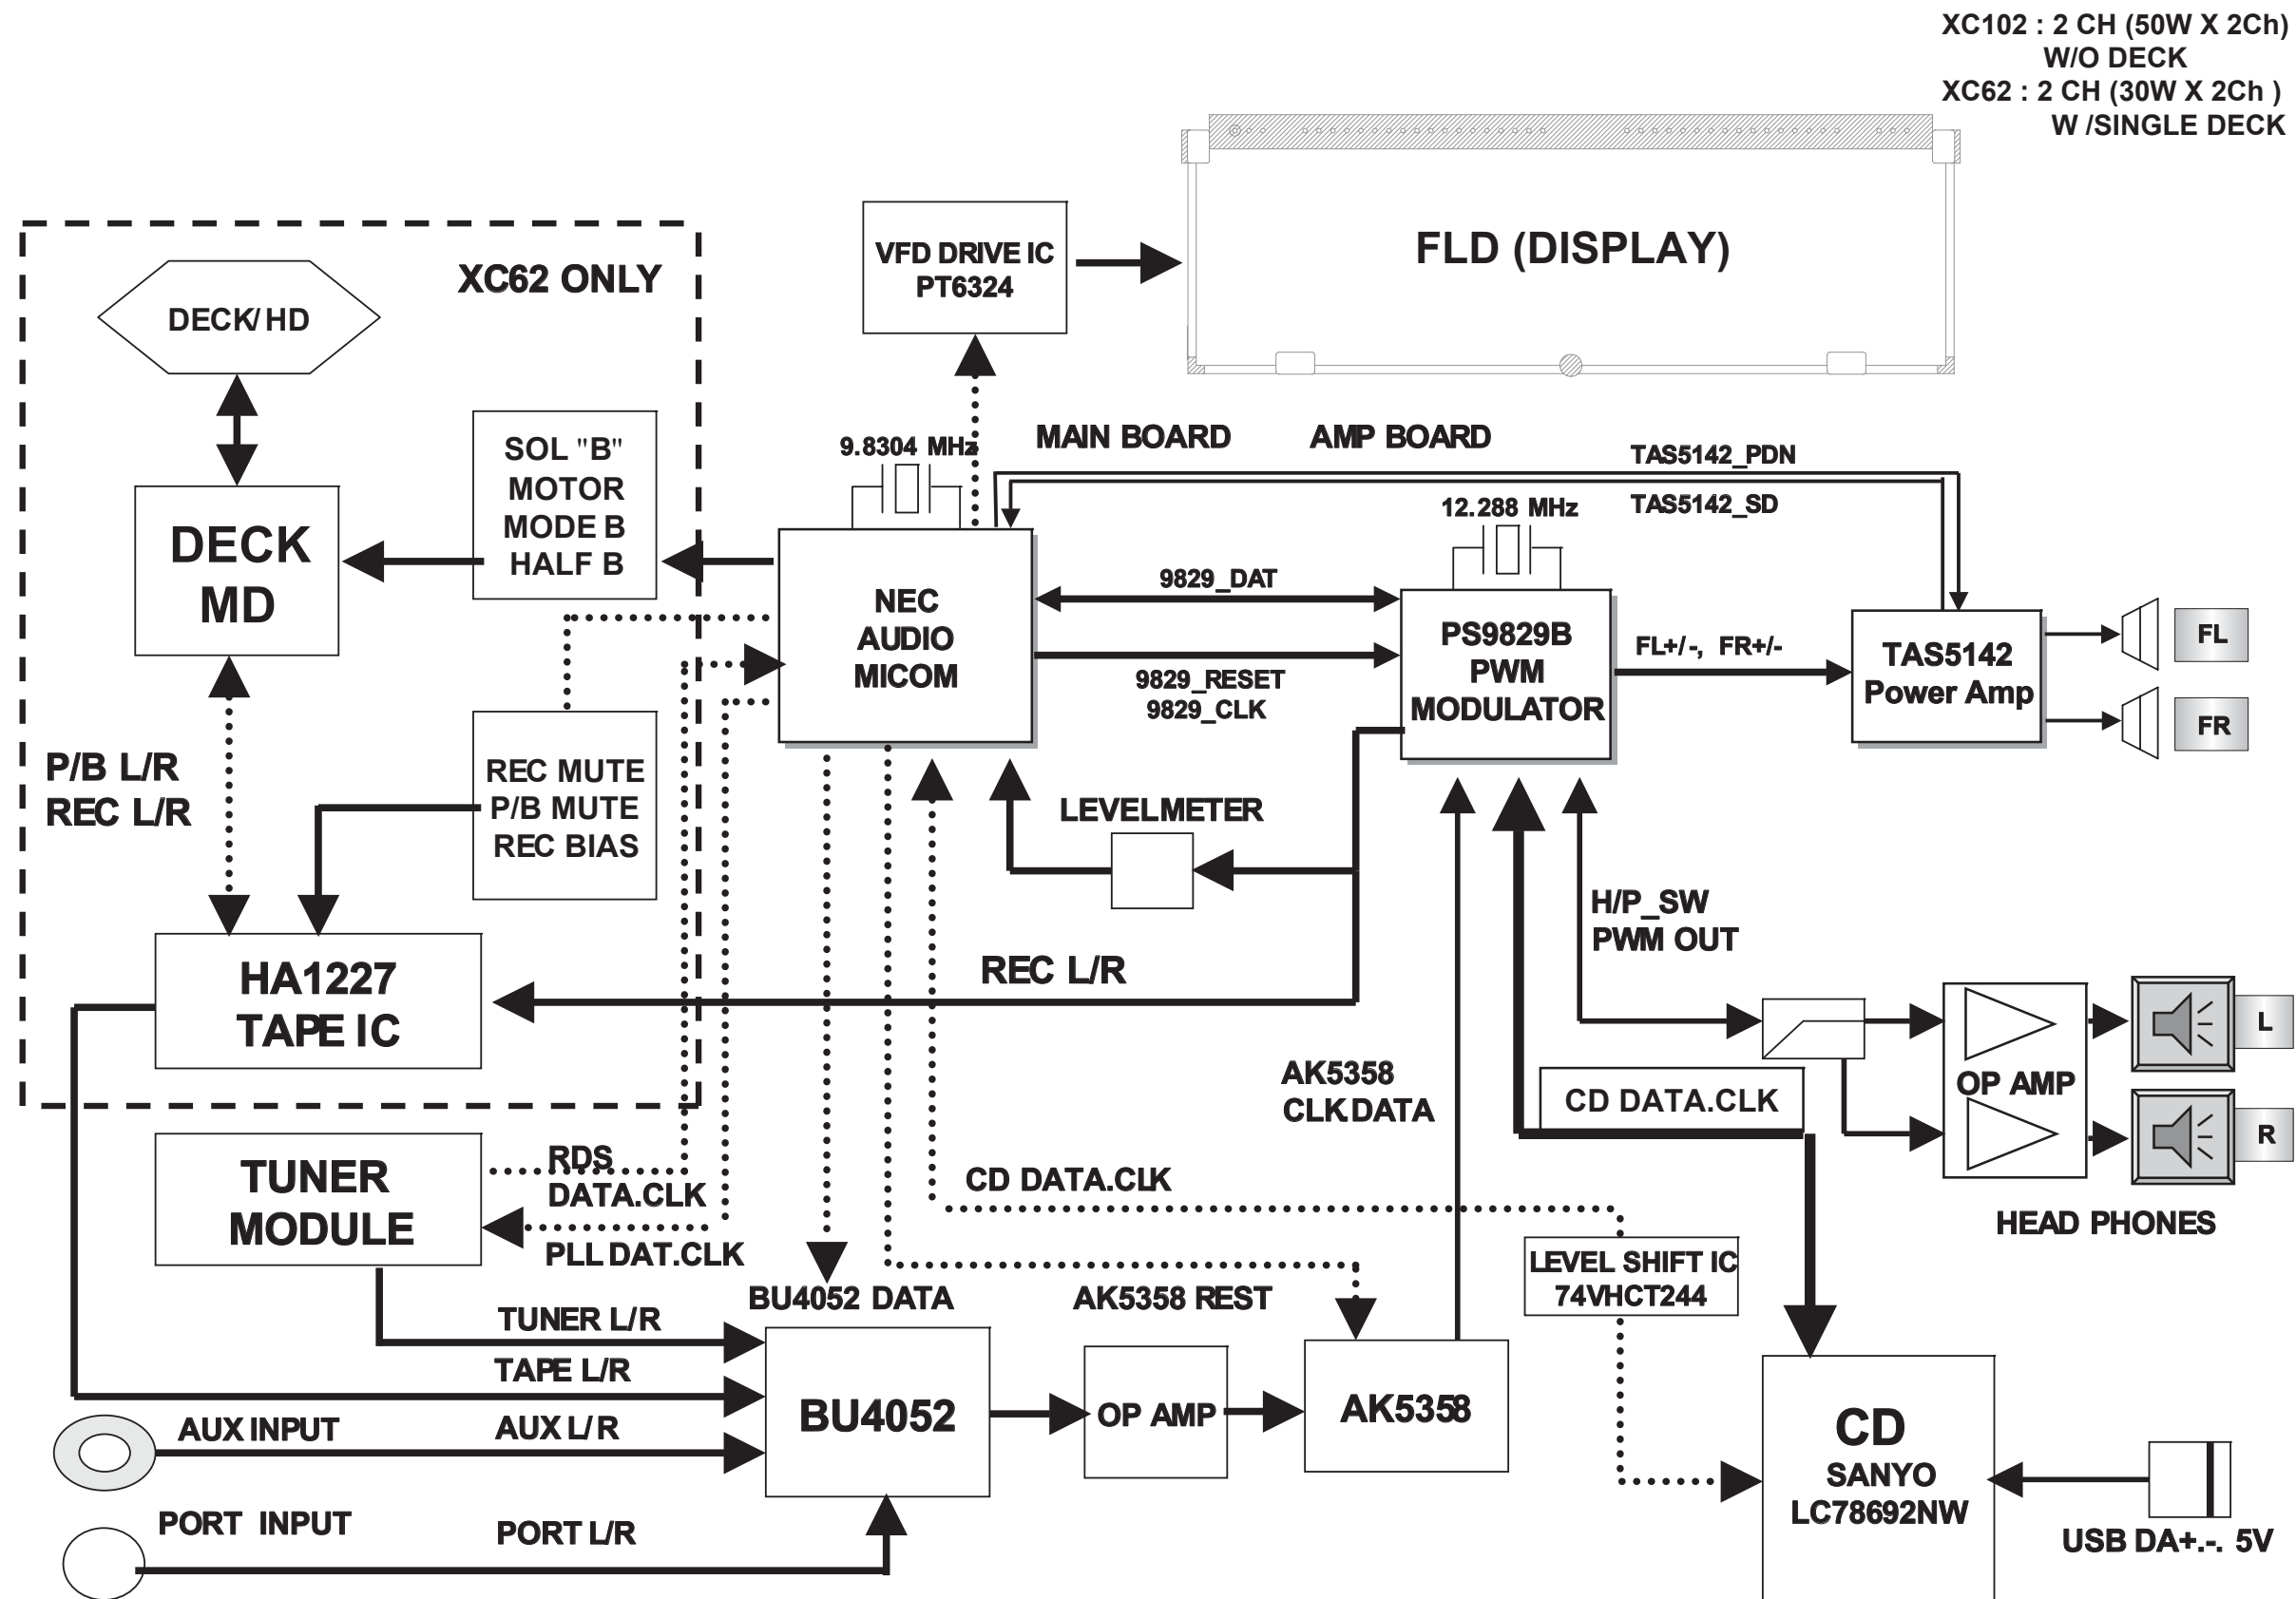 XC102 : 2 CH (50W X 2Ch)
W/O DECK
XC62 : 2 CH (30W X 2Ch )
W /SINGLE DECK
XC62 ONLY
DECK/ HD
VFD DRIVE IC
PT6324
FLD (DISPLAY)
SOL "B"
MOTOR
MODE B
HALF B
9.8304 MHz
MAIN BOARD
AMP BOARD
TAS5142_PDN
TAS5142_SD
12.288 MHz
DECK
MD
NEC
AUDIO
MICOM
9829_DAT
9829_RESET
9829_CLK
PS9829B
PWM
MODULATOR
FL+/ -, FR+/-
TAS5142
Power Amp
FL
FR
P/B L/R
REC L/R
REC MUTE
P/B MUTE
REC BIAS
LEVELMETER
H/P_SW
PWM OUT
HA1227
TAPE IC
REC L/R
AK5358
CLK DATA
CD DATA.CLK
OP AMP
L
R
HEAD PHONES
TUNER
MODULE
RDS
DATA.CLK
PLL DAT.CLK
CD DATA.CLK
LEVEL SHIFT IC
74VHCT244
BU4052 DATA
AK5358 REST
TUNER L/ R
TAPE L/R
AUX INPUT
AUX L/ R
BU4052
OP AMP
AK5358
CD
SANYO
LC78692NW
USB DA+.-. 5V
PORT INPUT
PORT L/R